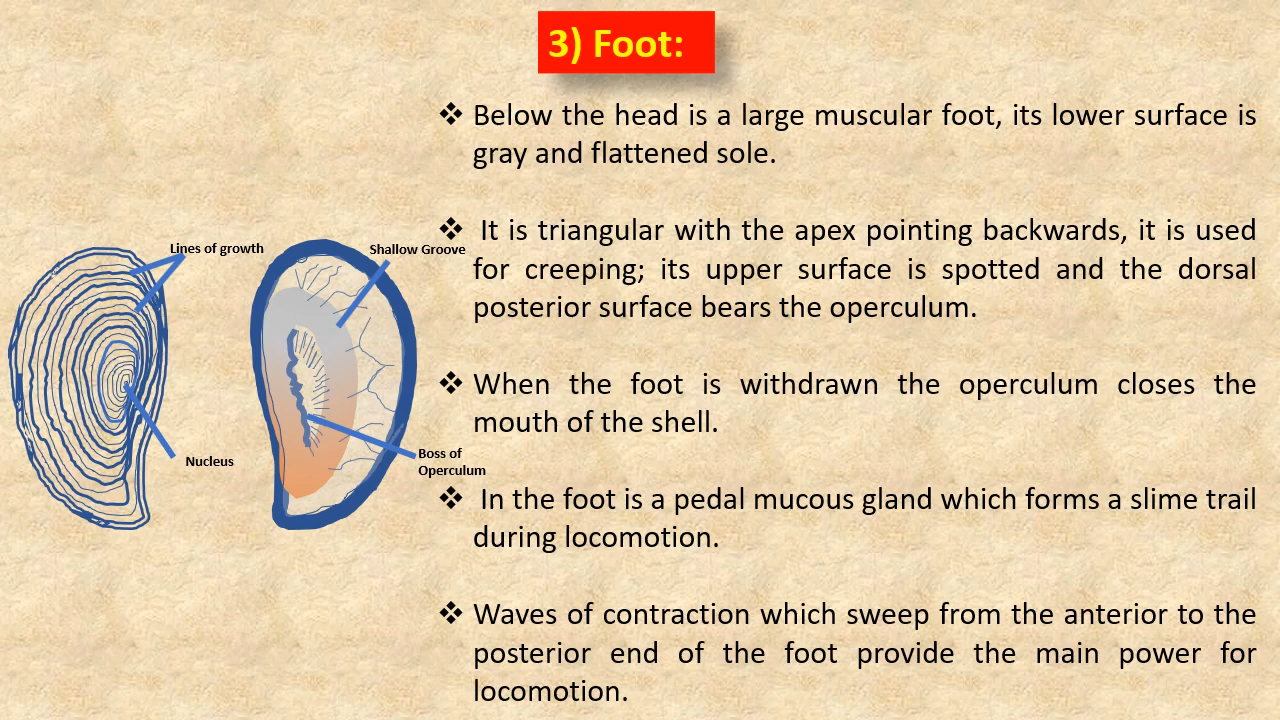 3) Foot:
❖ Below the head is a large muscular foot, its lower surface is
gray and flattened sole.
❖ It is triangular with the apex pointing backwards, it is used
for creeping; its upper surface is spotted and the dorsal
posterior surface bears the operculum.
❖ When the foot is withdrawn the operculum closes the
mouth of the shell.
❖ In the foot is a pedal mucous gland which forms a slime trail
during locomotion.
❖ Waves of contraction which sweep from the anterior to the
posterior end of the foot provide the main power for
locomotion.
Lines of growth
Shallow Groove
Nucleus
Boss of
Operculum